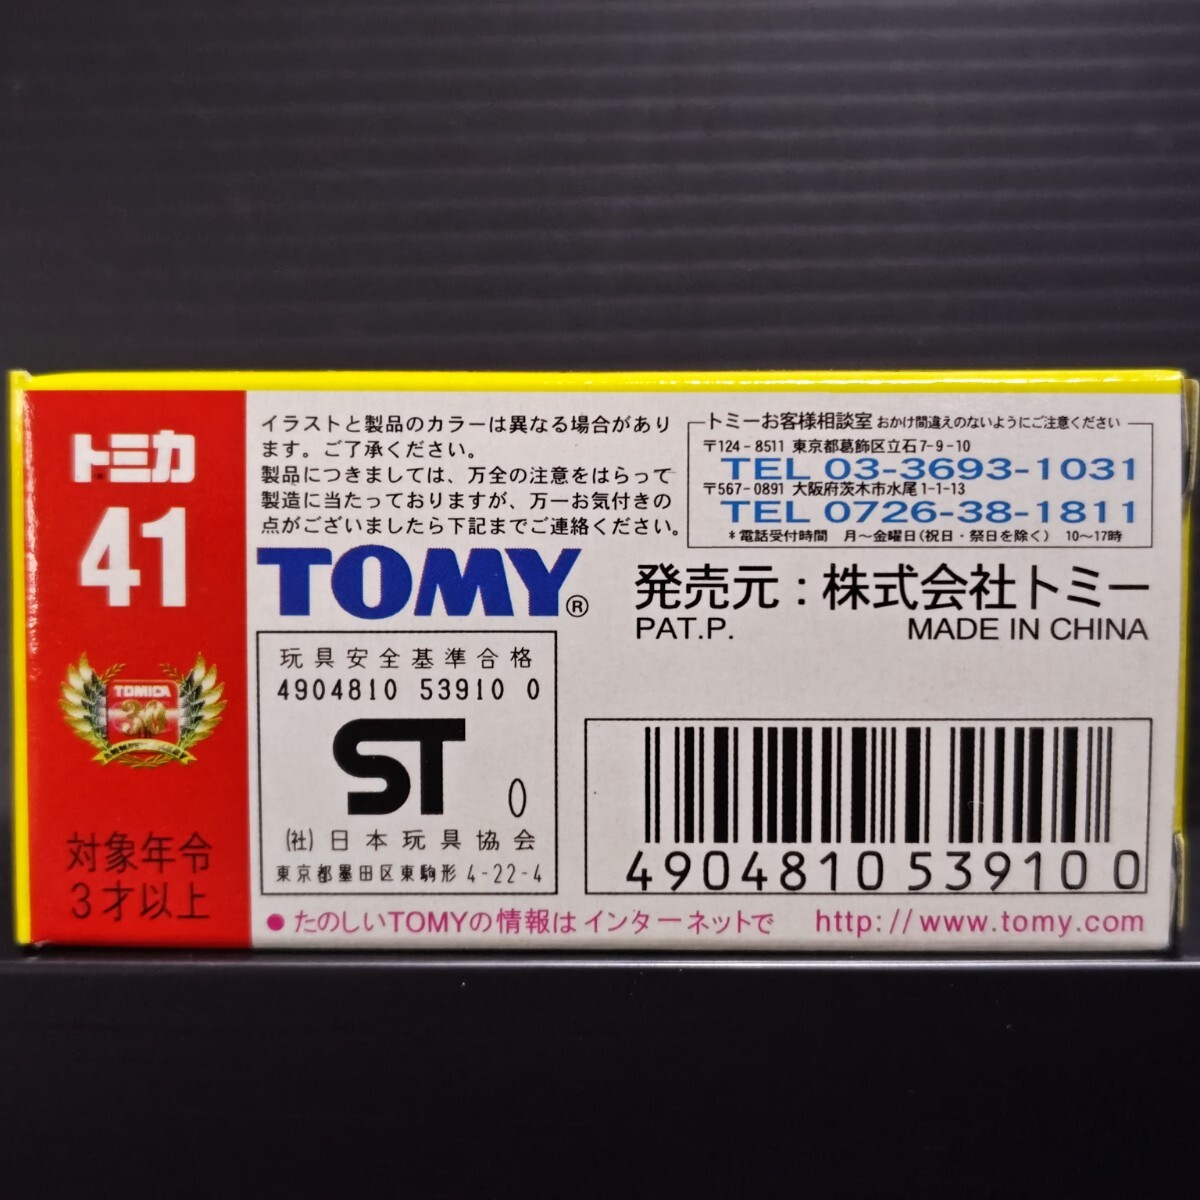 トミカ
41
TOMICA
30
対象年令
3才以上
イラストと製品のカラーは異なる場合があり
ます。ご了承ください。
製品につきましては、万全の注意をはらって
製造に当たっておりますが、万一お気付きの
点がございましたら下記までご連絡ください。
トミーお客様相談室 おかけ間違えのないようにご注意ください
〒124-8511 東京都葛飾区立石7-9-10
TEL 03-3693-1031
〒567-0891 大阪府茨木市水尾1-1-13
TEL 0726-38-1811
*電話受付時間 月〜金曜日(祝日・祭日を除く) 10〜17時
TOMY®
発売元:株式会社トミー
PAT.P. MADE IN CHINA
玩具安全基準合格
4904810 53910 0
ST 0
(社)日本玩具協会
東京都墨田区東駒形 4-22-4
4904810 539100
●たのしいTOMYの情報は インターネットで http://www.tomy.com